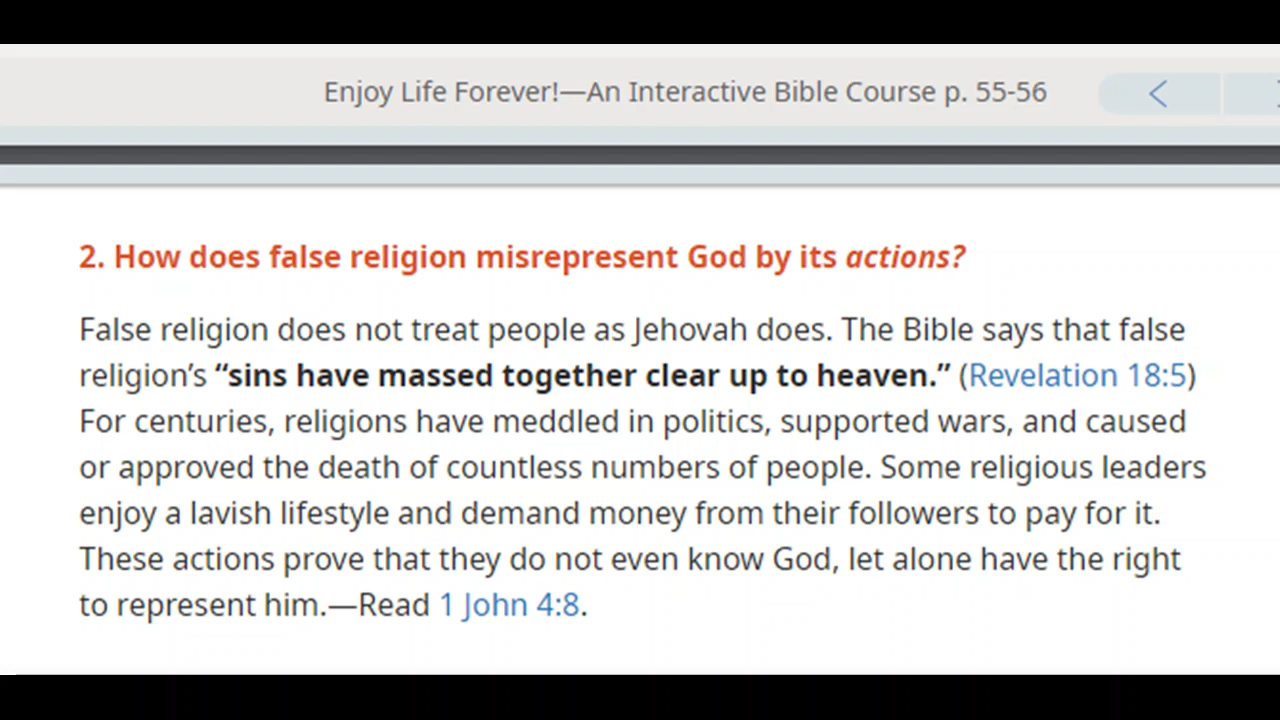 Enjoy Life Forever!—An Interactive Bible Course p. 55-56
2. How does false religion misrepresent God by its actions?
False religion does not treat people as Jehovah does. The Bible says that false
religion’s “sins have massed together clear up to heaven.” (Revelation 18:5)
For centuries, religions have meddled in politics, supported wars, and caused
or approved the death of countless numbers of people. Some religious leaders
enjoy a lavish lifestyle and demand money from their followers to pay for it.
These actions prove that they do not even know God, let alone have the right
to represent him.—Read 1 John 4:8.